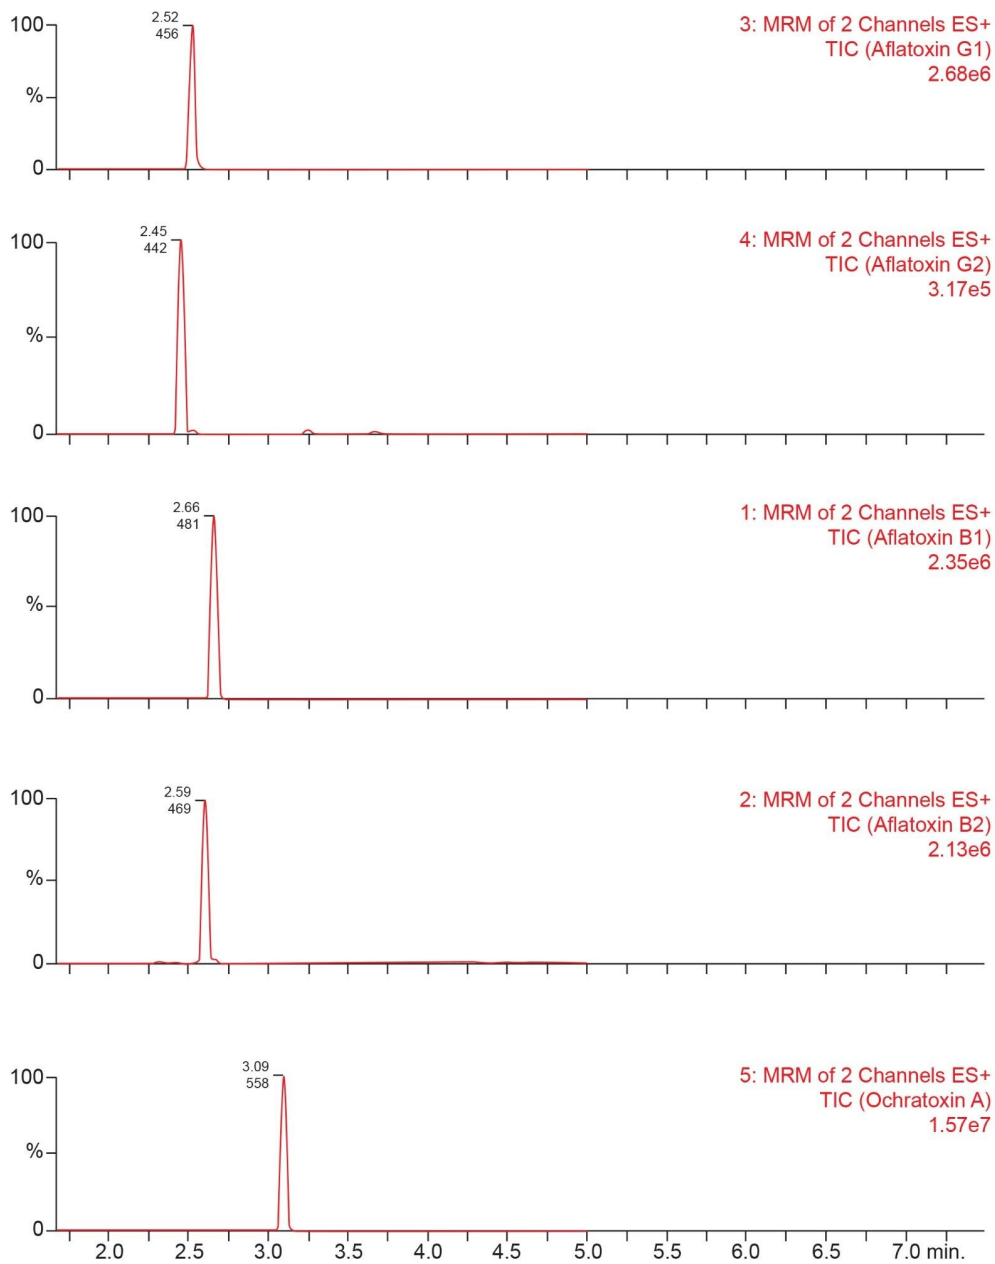 2.52
456
100
%
0
3: MRM of 2 Channels ES+
TIC (Aflatoxin G1)
2.68e6
2.45
442
100
%
0
4: MRM of 2 Channels ES+
TIC (Aflatoxin G2)
3.17e5
2.66
481
100
%
0
1: MRM of 2 Channels ES+
TIC (Aflatoxin B1)
2.35e6
2.59
469
100
%
0
2: MRM of 2 Channels ES+
TIC (Aflatoxin B2)
2.13e6
3.09
558
100
%
0
5: MRM of 2 Channels ES+
TIC (Ochratoxin A)
1.57e7
2.0 2.5 3.0 3.5 4.0 4.5 5.0 5.5 6.0 6.5 7.0 min.